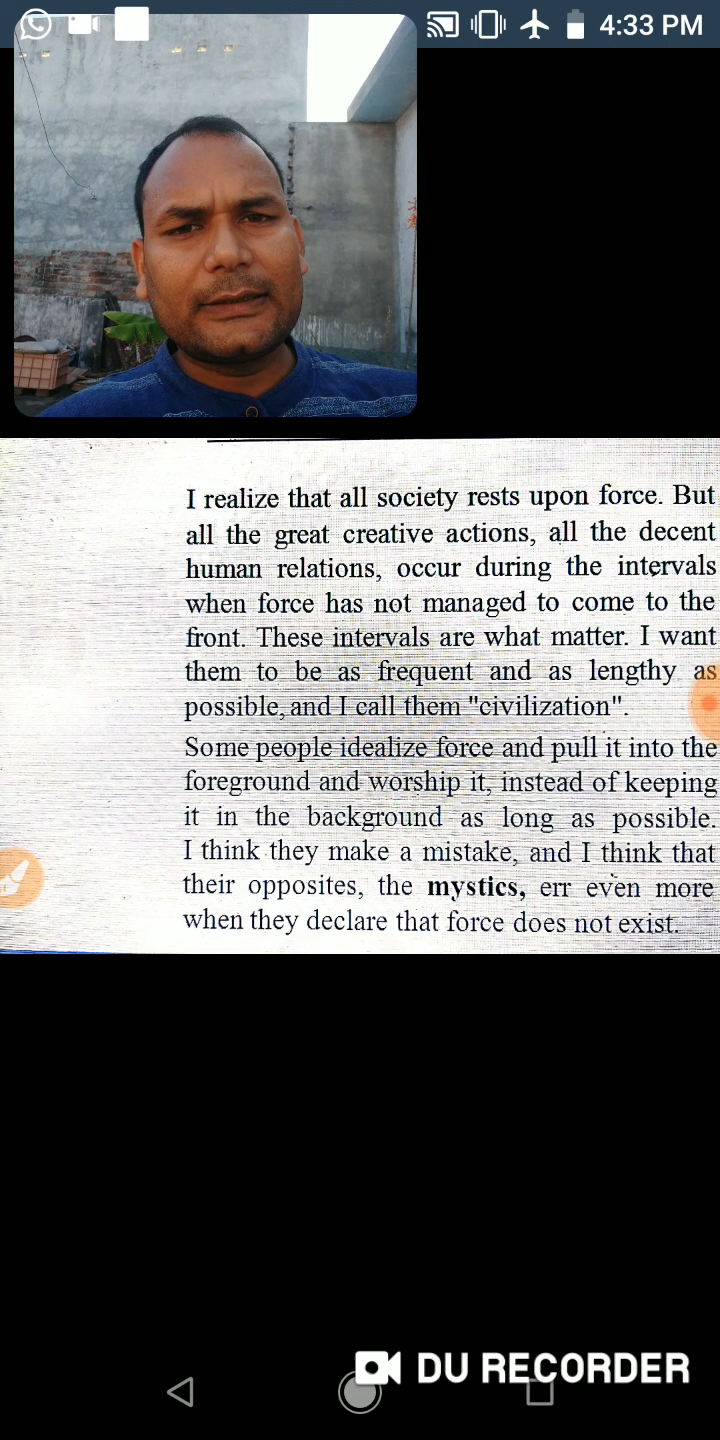 4:33 PM
I realize that all society rests upon force. But
all the great creative actions, all the decent
human relations, occur during the intervals
when force has not managed to come to the
front. These intervals are what matter. I want
them to be as frequent and as lengthy as
possible, and I call them "civilization".
Some people idealize force and pull it into the
foreground and worship it, instead of keeping
it in the background as long as possible.
I think they make a mistake, and I think that
their opposites, the mystics, err even more
when they declare that force does not exist.
DU RECORDER